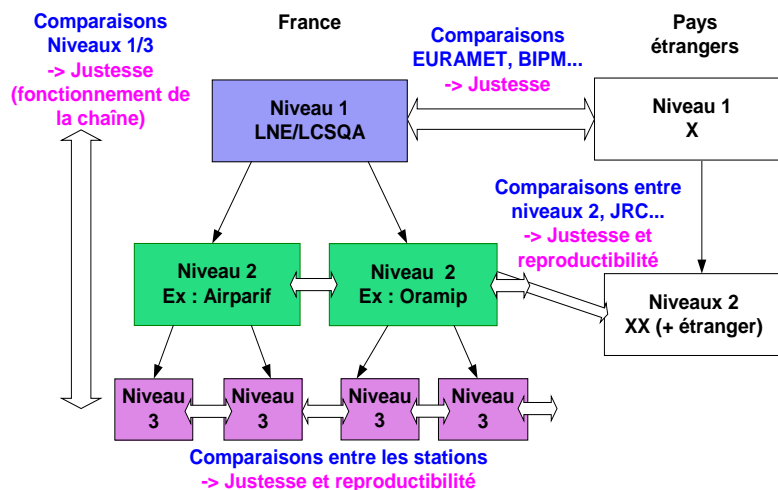 Comparaisons
Niveaux 1/3
-> Justesse
(fonctionnement de
la chaîne)
France
Comparaisons
EURAMET, BIPM...
-> Justesse
Pays
étrangers
Niveau 1
LNE/LCSQA
Niveau 1
X
Comparaisons entre
niveaux 2, JRC...
-> Justesse et
reproductibilité
Niveau 2
Ex : Airparif
Niveau 2
Ex : Oramip
Niveaux 2
XX (+ étranger)
Niveau
3
Niveau
3
Niveau
3
Niveau
3
Comparaisons entre les stations
-> Justesse et reproductibilité